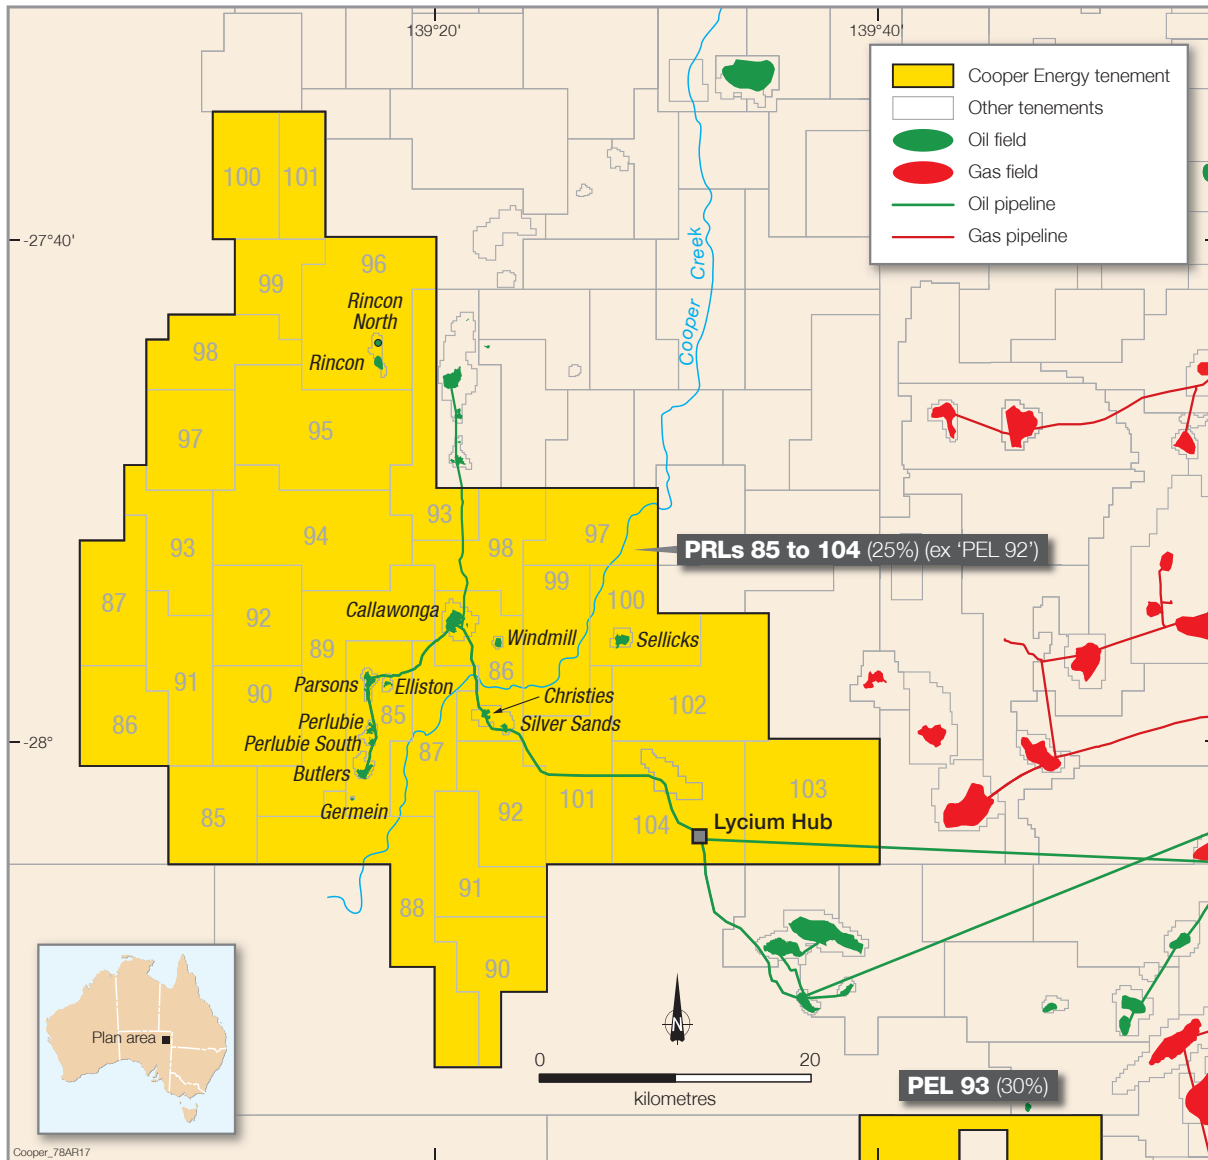 139°20'
139°40'
Cooper Energy tenement
Other tenements
Oil field
Gas field
Oil pipeline
Gas pipeline
100
101
-27°40'
Cooper Creek
99
96
Rincon
North
98
Rincon
97
95
93
94
93
98
97
PRLs 85 to 104 (25%) (ex ‘PEL 92’)
99
100
87
92
Callawonga
89
Windmill
Sellicks
91
90
Parsons
Elliston
86
Christies
102
86
85
Perlubie
Silver Sands
-28°
Perlubie South
87
Butlers
103
Germein
85
92
101
104
Lycium Hub
91
88
90
Plan area
N
0
20
kilometres
PEL 93 (30%)
Cooper_78AR17